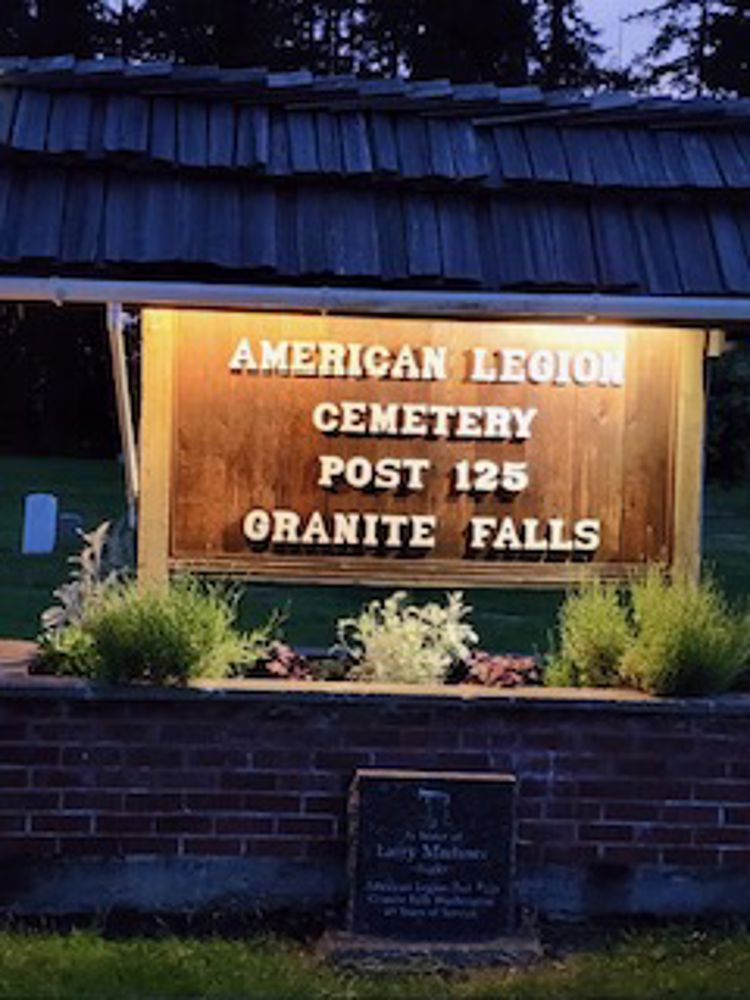 AMERICAN LEGION
CEMETERY
POST 125
GRANITE FALLS
In Honor of
Larry
American Legion Post
Granite Falls Washington
Years of Service